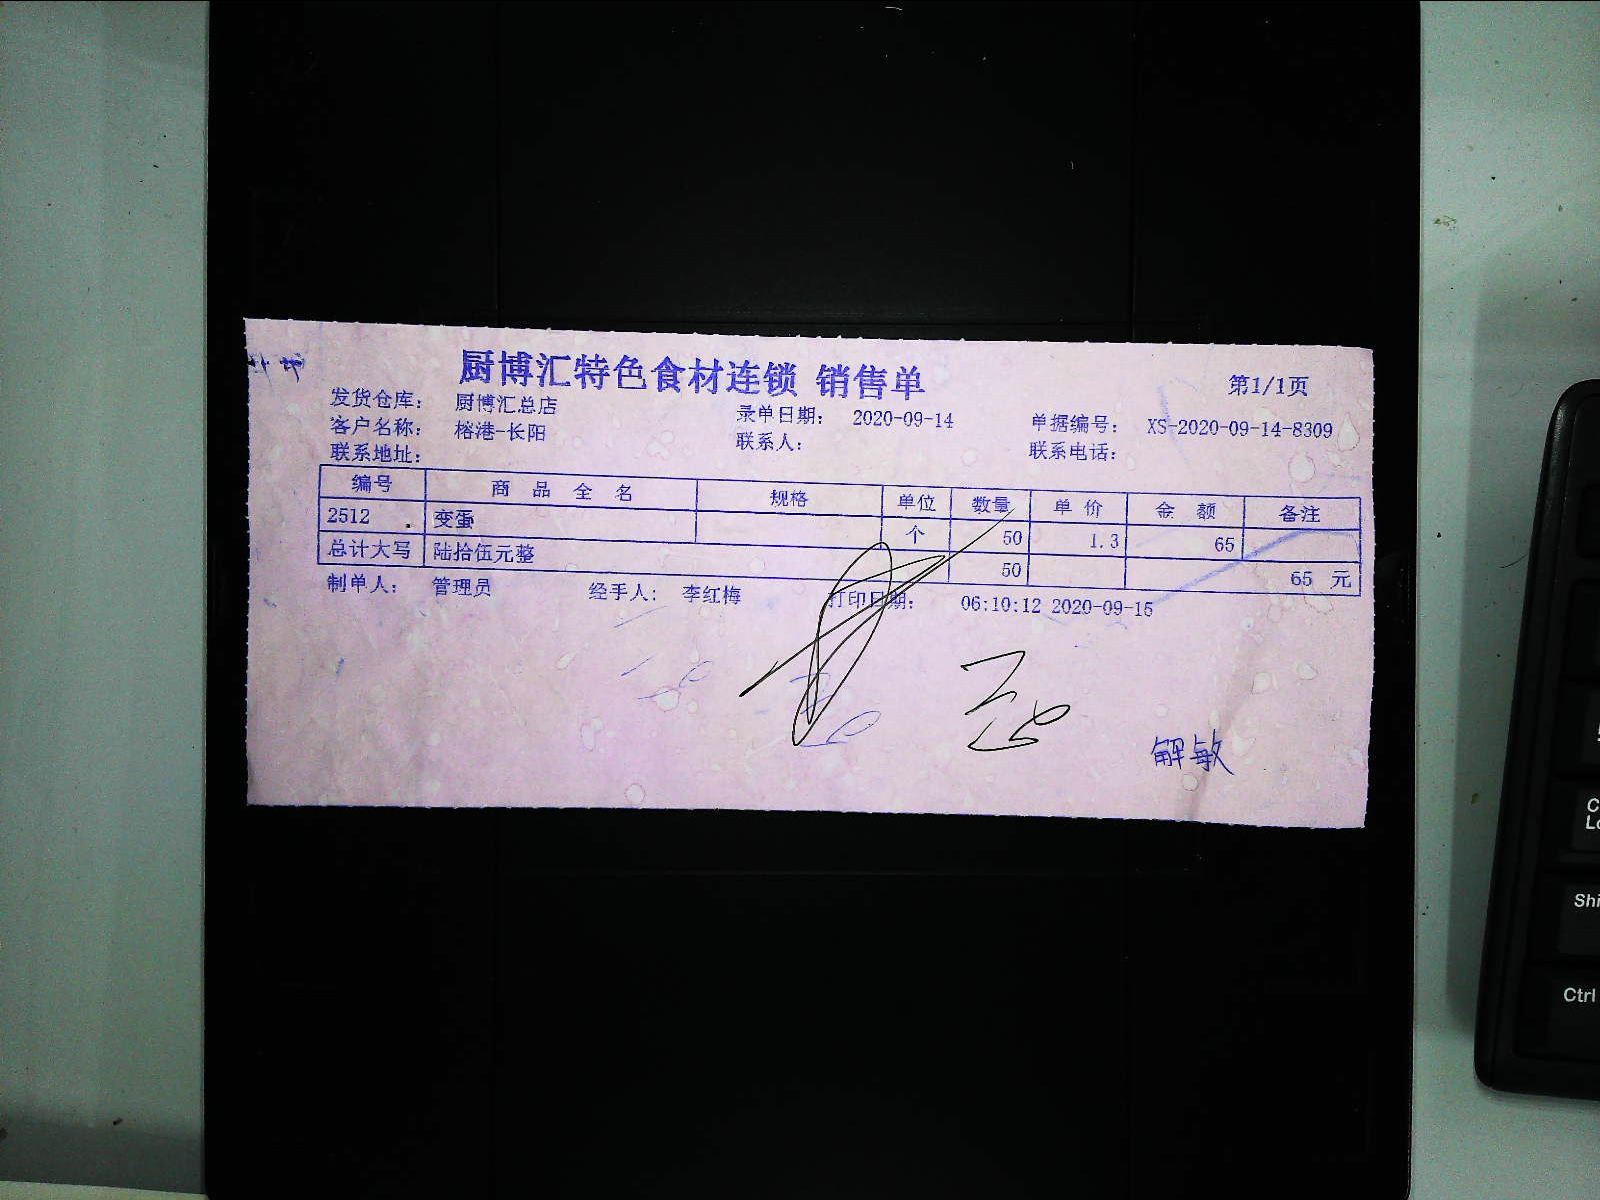 厨博汇特色食材连锁 销售单
第1/1页
发货仓库： 厨博汇总店 录单日期： 2020-09-14 单据编号： XS-2020-09-14-8309
客户名称： 榕港-长阳 联系人： 联系电话：
联系地址：
编号 商品全名 规格 单位 数量 单价 金额 备注
2512 变蛋 个 50 1.3 65
总计大写 陆拾伍元整 50 65 元
制单人： 管理员 经手人： 李红梅 打印日期： 06:10:12 2020-09-15
解敏
Ctrl